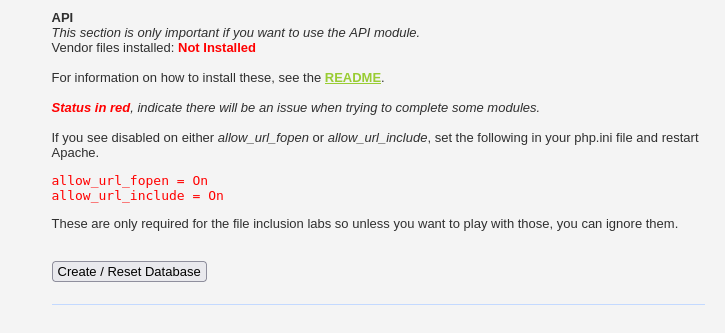 API
This section is only important if you want to use the API module.
Vendor files installed: Not Installed
For information on how to install these, see the README.
Status in red, indicate there will be an issue when trying to complete some modules.
If you see disabled on either allow_url_fopen or allow_url_include, set the following in your php.ini file and restart
Apache.
allow_url_fopen = On
allow_url_include = On
These are only required for the file inclusion labs so unless you want to play with those, you can ignore them.
Create / Reset Database